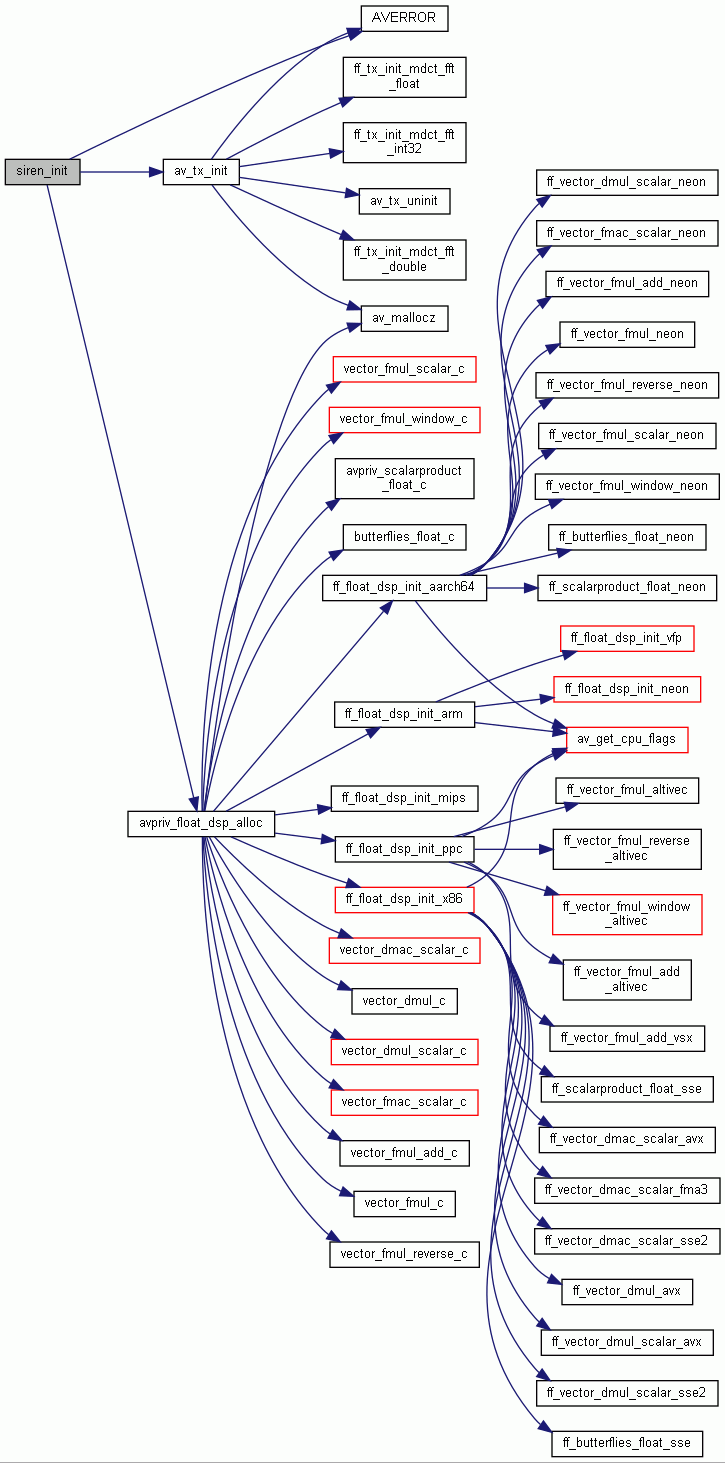 siren_init
av_tx_init
avpriv_float_dsp_alloc
AVERROR
ff_tx_init_mdct_fft
_float
ff_tx_init_mdct_fft
_int32
av_tx_uninit
ff_tx_init_mdct_fft
_double
av_mallocz
vector_fmul_scalar_c
vector_fmul_window_c
avpriv_scalarproduct
_float_c
butterflies_float_c
ff_float_dsp_init_aarch64
ff_float_dsp_init_arm
ff_float_dsp_init_mips
ff_float_dsp_init_ppc
ff_float_dsp_init_x86
vector_dmac_scalar_c
vector_dmul_c
vector_dmul_scalar_c
vector_fmac_scalar_c
vector_fmul_add_c
vector_fmul_c
vector_fmul_reverse_c
ff_vector_dmul_scalar_neon
ff_vector_fmac_scalar_neon
ff_vector_fmul_add_neon
ff_vector_fmul_neon
ff_vector_fmul_reverse_neon
ff_vector_fmul_scalar_neon
ff_vector_fmul_window_neon
ff_butterflies_float_neon
ff_scalarproduct_float_neon
ff_float_dsp_init_vfp
ff_float_dsp_init_neon
av_get_cpu_flags
ff_vector_fmul_altivec
ff_vector_fmul_reverse
_altivec
ff_vector_fmul_window
_altivec
ff_vector_fmul_add
_altivec
ff_vector_fmul_add_vsx
ff_scalarproduct_float_sse
ff_vector_dmac_scalar_avx
ff_vector_dmac_scalar_fma3
ff_vector_dmac_scalar_sse2
ff_vector_dmul_avx
ff_vector_dmul_scalar_avx
ff_vector_dmul_scalar_sse2
ff_butterflies_float_sse